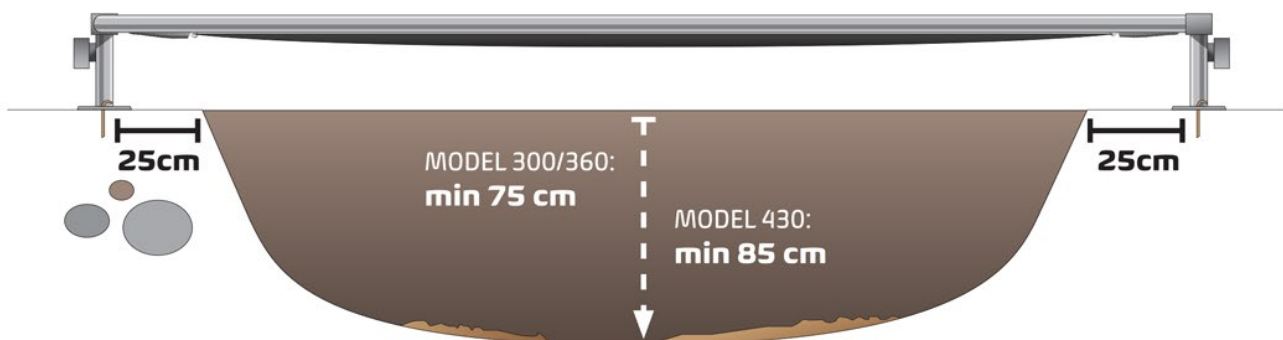 25cm
MODEL 300/360:
min 75 cm
MODEL 430:
min 85 cm
25cm